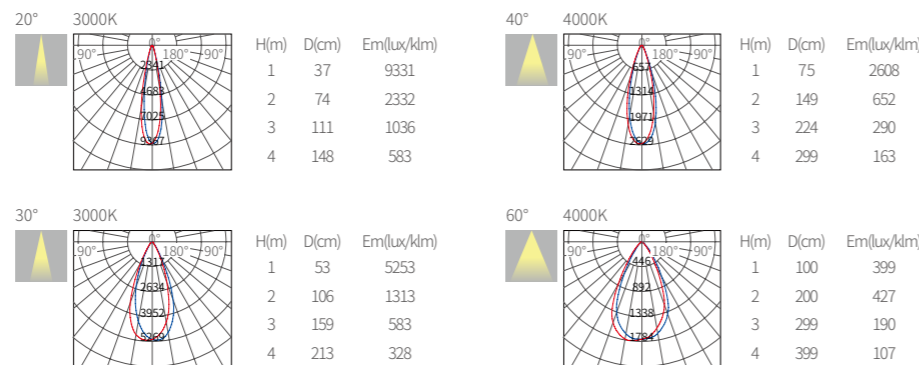 20° 3000K
0°
90° 180° 90°
2341
4683
7025
9367
H(m) D(cm) Em(lux/klm)
1 37 9331
2 74 2332
3 111 1036
4 148 583
40° 4000K
0°
90° 180° 90°
657
1314
1971
2629
H(m) D(cm) Em(lux/klm)
1 75 2608
2 149 652
3 224 290
4 299 163
30° 3000K
0°
90° 180° 90°
1317
2634
3952
5269
H(m) D(cm) Em(lux/klm)
1 53 5253
2 106 1313
3 159 583
4 213 328
60° 4000K
0°
90° 180° 90°
446
892
1338
1784
H(m) D(cm) Em(lux/klm)
1 100 399
2 200 427
3 299 190
4 399 107